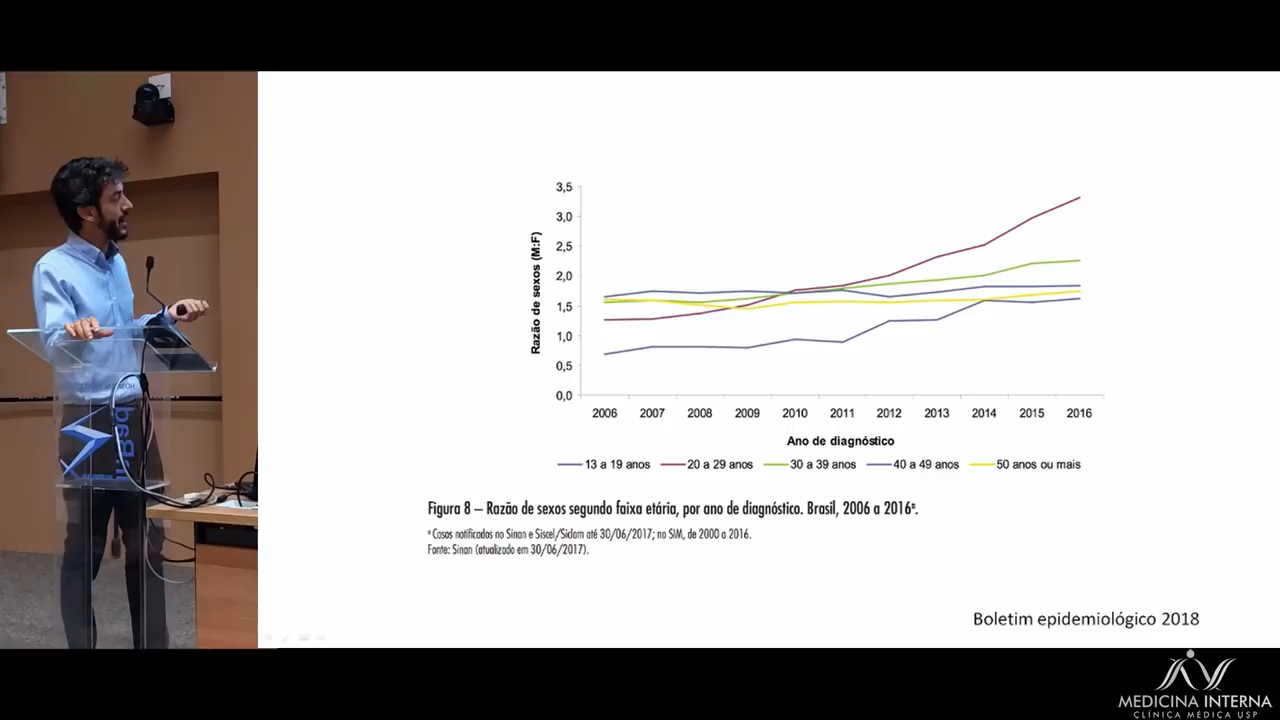 3,5
3,0
2,5
2,0
1,5
1,0
0,5
0,0
Razão de sexos (M:F)
2006 2007 2008 2009 2010 2011 2012 2013 2014 2015 2016
Ano de diagnóstico
13 a 19 anos 20 a 29 anos 30 a 39 anos 40 a 49 anos 50 anos ou mais
Figura 8 – Razão de sexos segundo faixa etária, por ano de diagnóstico. Brasil, 2006 a 2016ª.
ª Casos notificados no Sinan e Siscel/Siclom até 30/06/2017; no SIM, de 2000 a 2016.
Fonte: Sinan (atualizado em 30/06/2017).
Boletim epidemiológico 2018
MEDICINA INTERNA
CLÍNICA MÉDICA USP